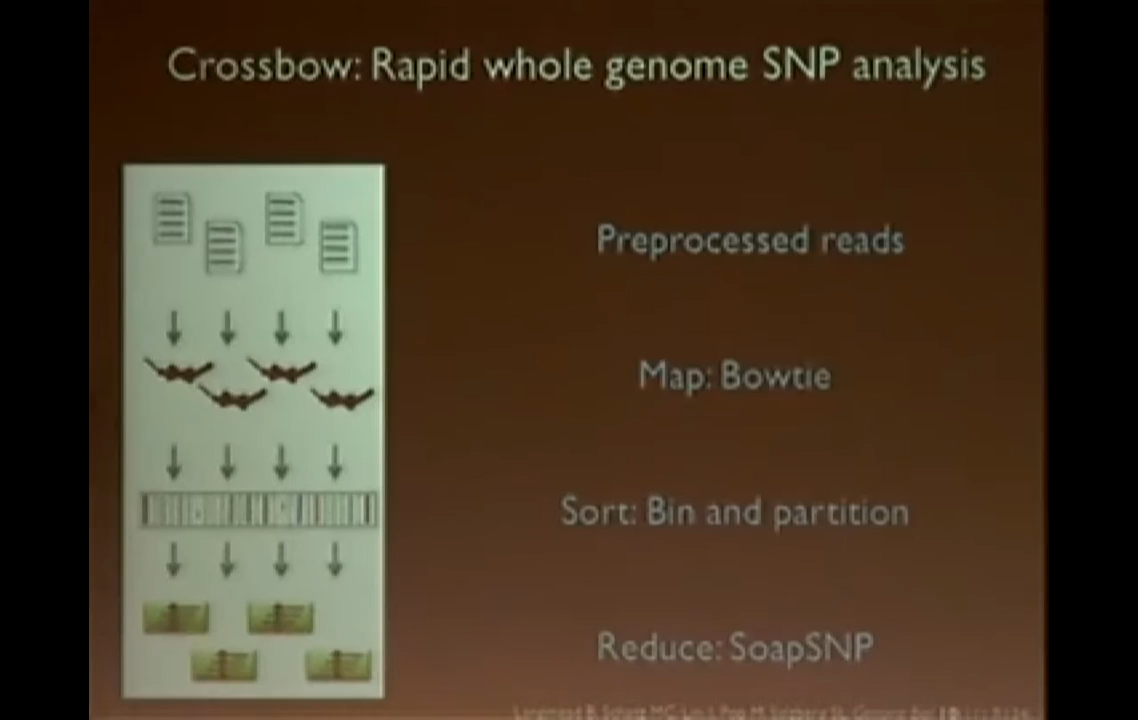 Crossbow: Rapid whole genome SNP analysis
Preprocessed reads
Map: Bowtie
Sort: Bin and partition
Reduce: SoapSNP